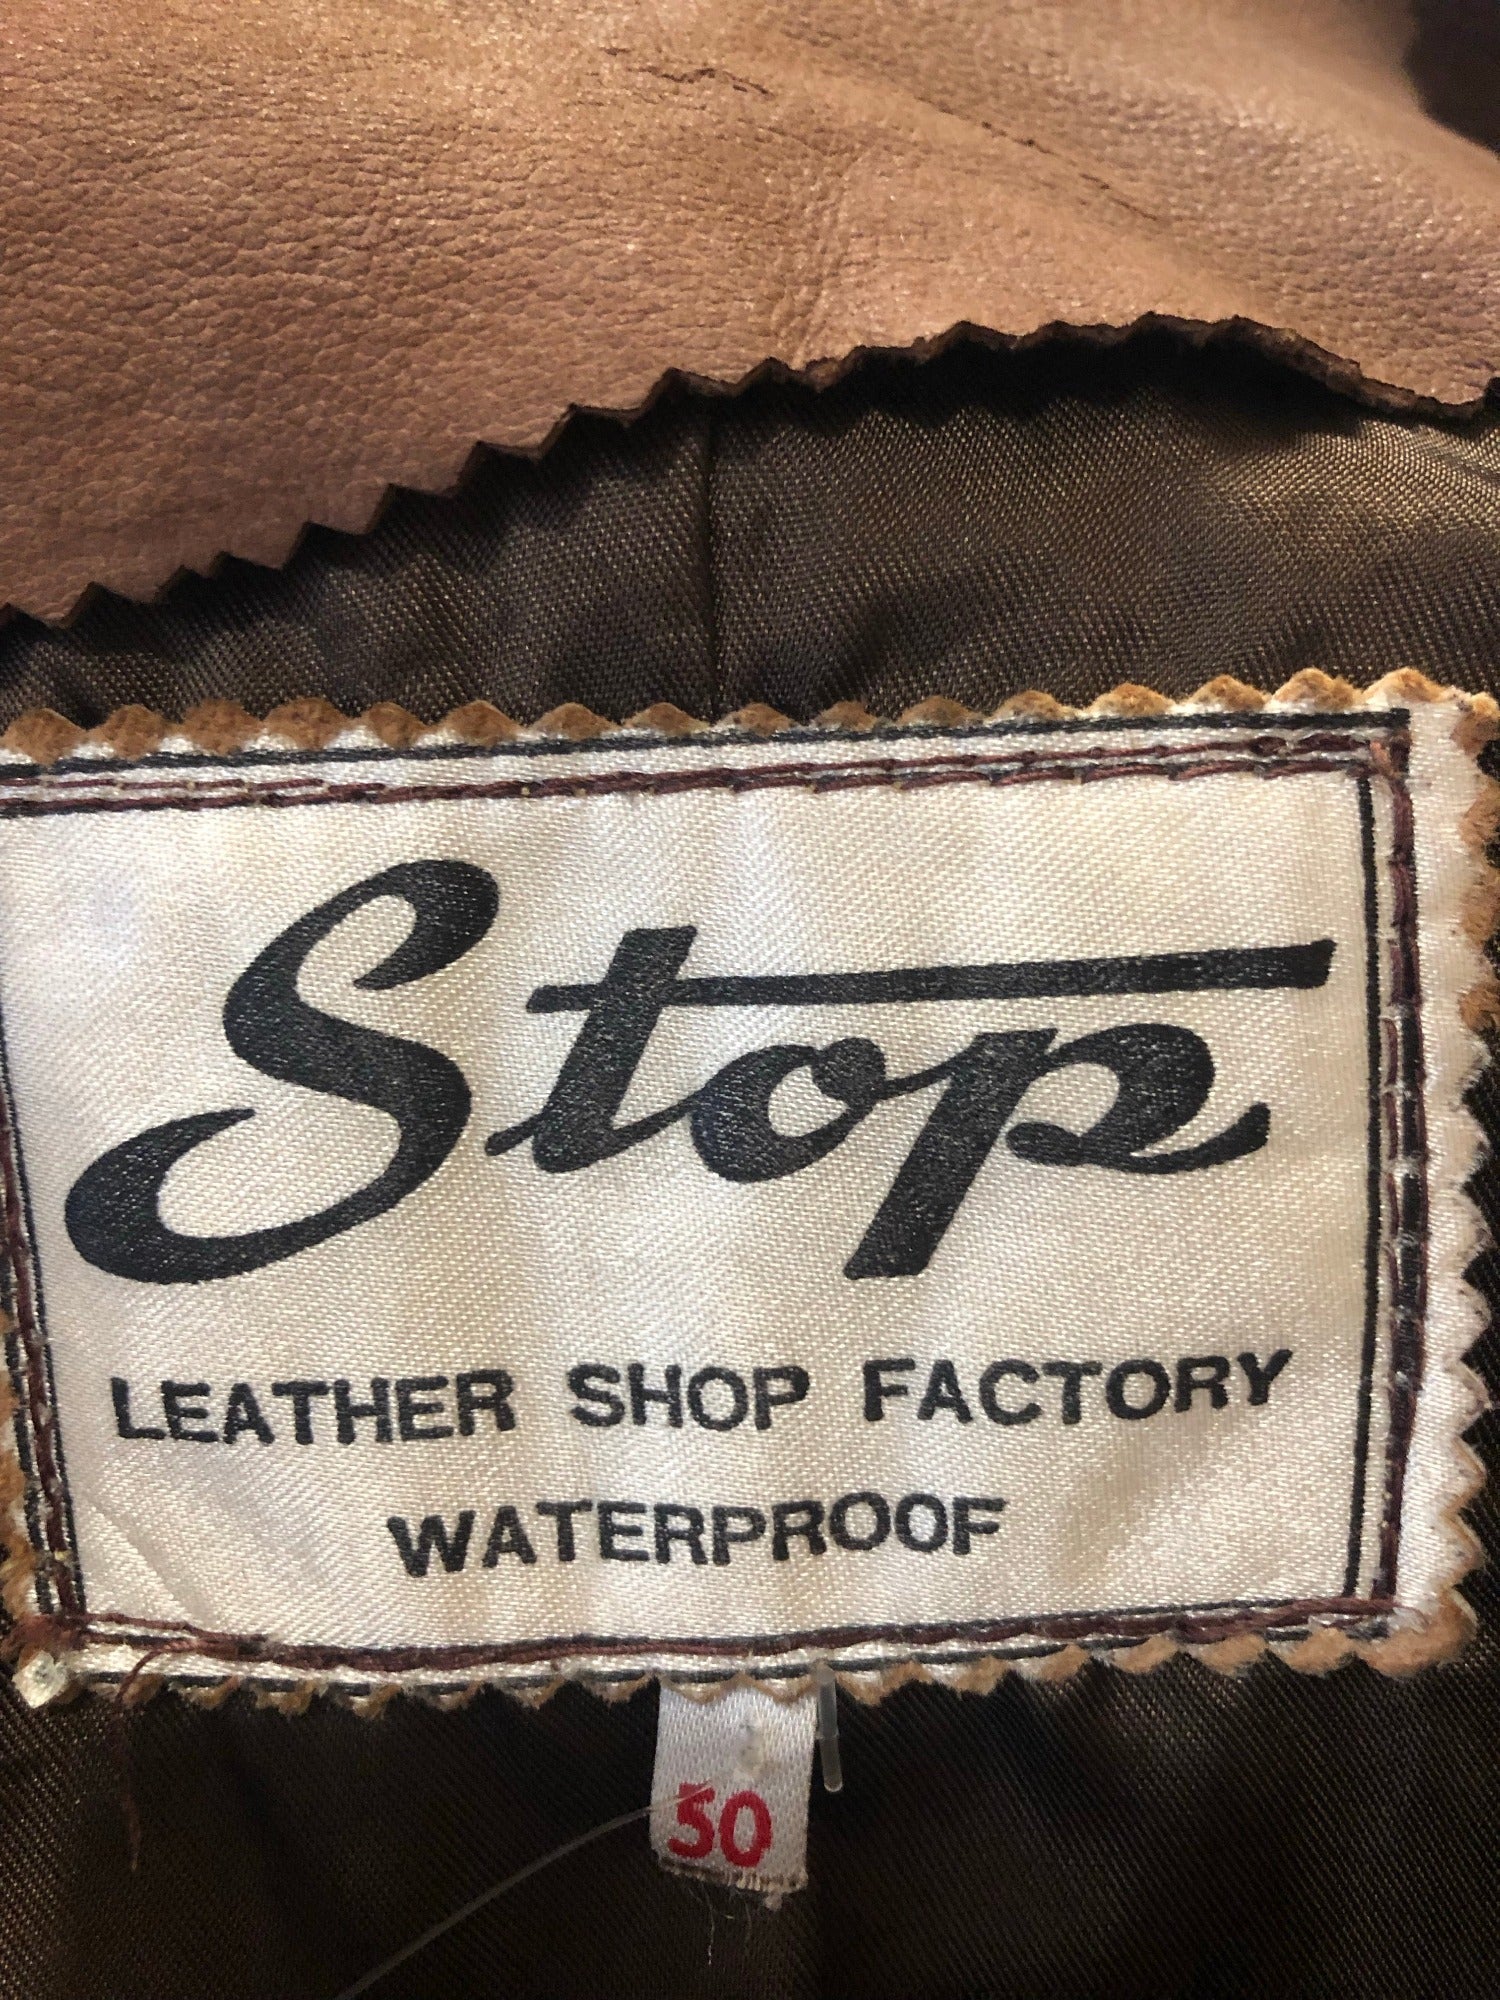 Stop
LEATHER SHOP FACTORY
WATERPROOF
50